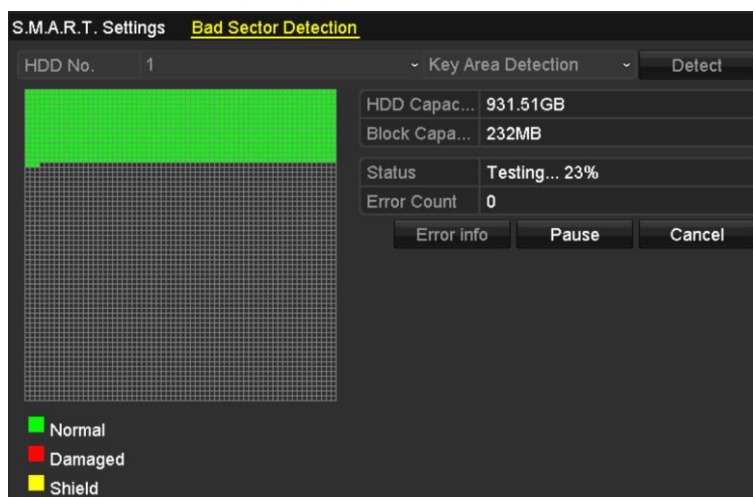 S.M.A.R.T. Settings Bad Sector Detection
HDD No. 1 Key Area Detection Detect
HDD Capac... 931.51GB
Block Capa... 232MB
Status Testing... 23%
Error Count 0
Error info Pause Cancel
Normal
Damaged
Shield